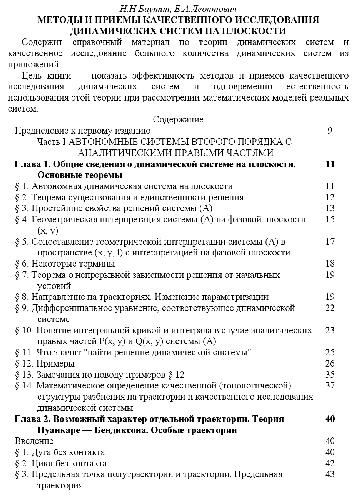 Н.Н.Баутин, Е.А.Леонтович
МЕТОДЫ И ПРИЕМЫ КАЧЕСТВЕННОГО ИССЛЕДОВАНИЯ
ДИНАМИЧЕСКИХ СИСТЕМ НА ПЛОСКОСТИ
Содержит справочный материал по теории динамических систем и
качественное исследование большого количества динамических систем из
приложений.
Цель книги — показать эффективность методов и приемов качественного
исследования динамических систем и одновременно естественность
использования этой теории при рассмотрении математических моделей реальных
систем.
Содержание
Предисловие к первому изданию 9
Часть I АВТОНОМНЫЕ СИСТЕМЫ ВТОРОГО ПОРЯДКА С
АНАЛИТИЧЕСКИМИ ПРАВЫМИ ЧАСТЯМИ
Глава 1. Общие сведения о динамической системе на плоскости. 11
Основные теоремы
§ 1. Автономная динамическая система на плоскости 11
§ 2. Теорема существования и единственности решения 12
§ 3. Простейшие свойства решений системы (А) 13
§ 4. Геометрическая интерпретация системы (А) на фазовой плоскости 15
(x, y)
§ 5. Сопоставление геометрической интерпретации системы (А) в 17
пространстве (x, y, t) с интерпретацией на фазовой плоскости
§ 6. Некоторые термины 18
§ 7. Теорема о непрерывной зависимости решения от начальных 19
условий
§ 8. Направление на траекториях. Изменение параметризации 19
§ 9. Дифференциальное уравнение, соответствующее динамической 22
системе
§ 10. Понятие интегральной кривой и интеграла в случае аналитических 23
правых частей P(x, y) и Q(x, y) системы (А)
§ 11. Что значит "найти решение динамической системы" 25
§ 12. Примеры 26
§ 13. Замечания по поводу примеров § 12 35
§ 14. Математическое определение качественной (топологической) 37
структуры разбиения на траектории и качественного исследования
динамической системы
Глава 2. Возможный характер отдельной траектории. Теория 40
Пуанкаре — Бендиксона. Особые траектории
Введение 40
§ 1. Дуга без контакта 40
§ 2. Цикл без контакта 42
§ 3. Предельная точка полутраектории и траектории. Предельная 43
траектория